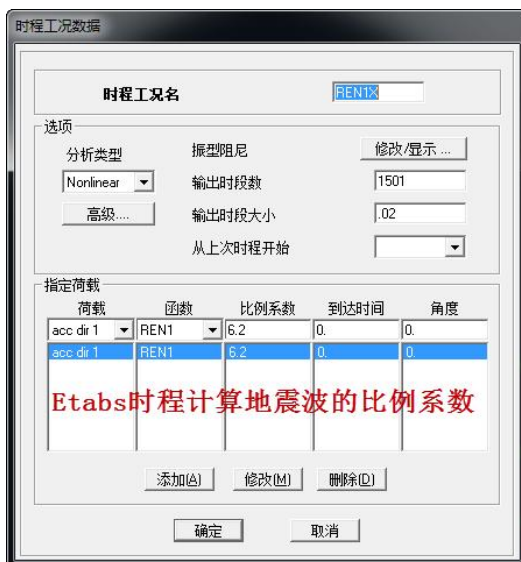 时程工况数据
时程工况名 REN1X
选项
分析类型 振型阻尼 修改/显示 ...
Nonlinear 输出时段数 1501
高级.... 输出时段大小 .02
从上次时程开始
指定荷载
荷载 函数 比例系数 到达时间 角度
acc dir 1 REN1 6.2 0. 0.
acc dir 1 REN1 6.2 0. 0.
Etabs时程计算地震波的比例系数
添加(A) 修改(M) 删除(D)
确定 取消